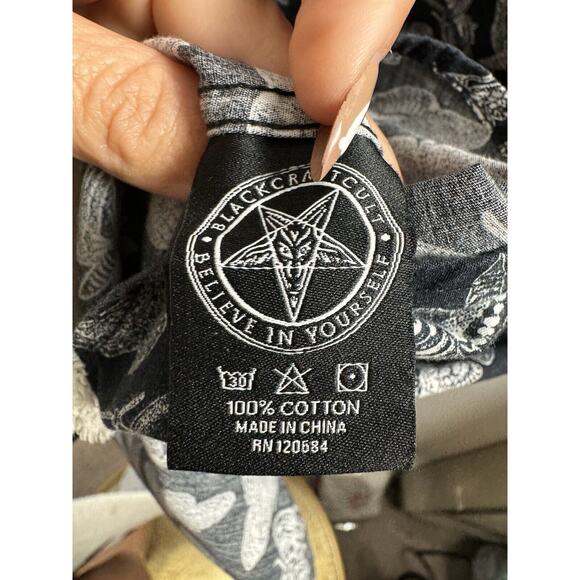 • BLACKCRAFTCULT •
BELIEVE IN YOURSELF
30
100% COTTON
MADE IN CHINA
RN 120684